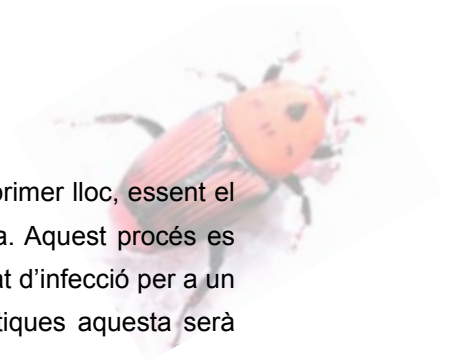 primer lloc, essent el
a. Aquest procés es
at d’infecció per a un
tiques aquesta serà